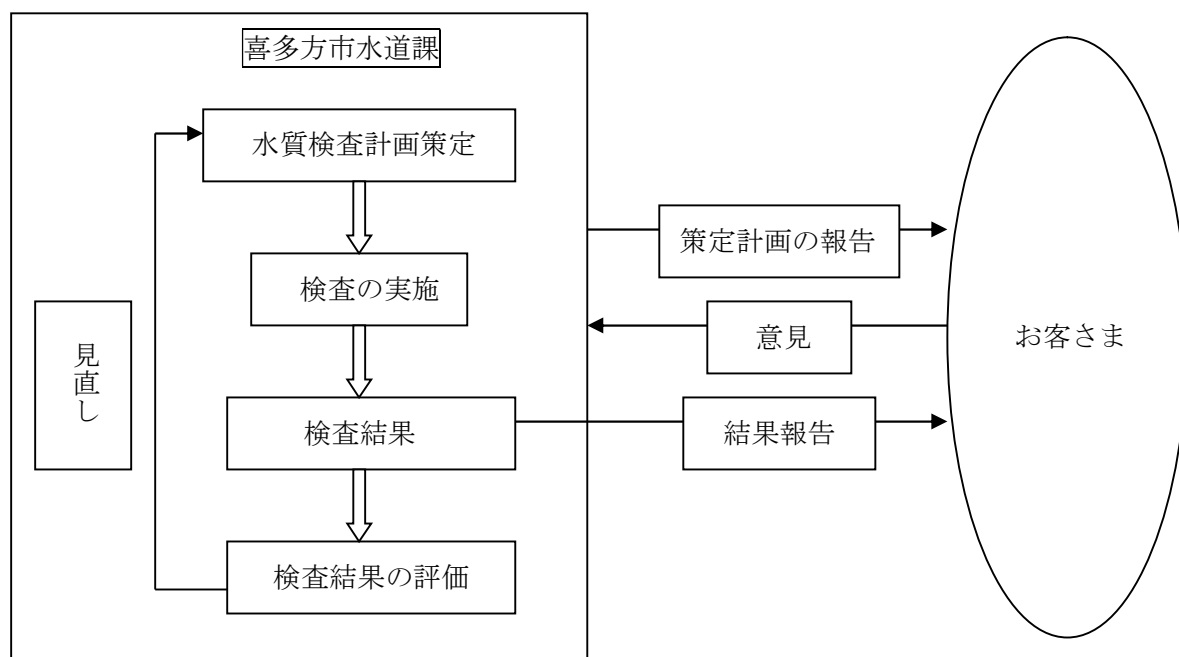 喜多方市水道課
水質検査計画策定
検査の実施
検査結果
検査結果の評価
見直し
策定計画の報告
意見
結果報告
お客さま